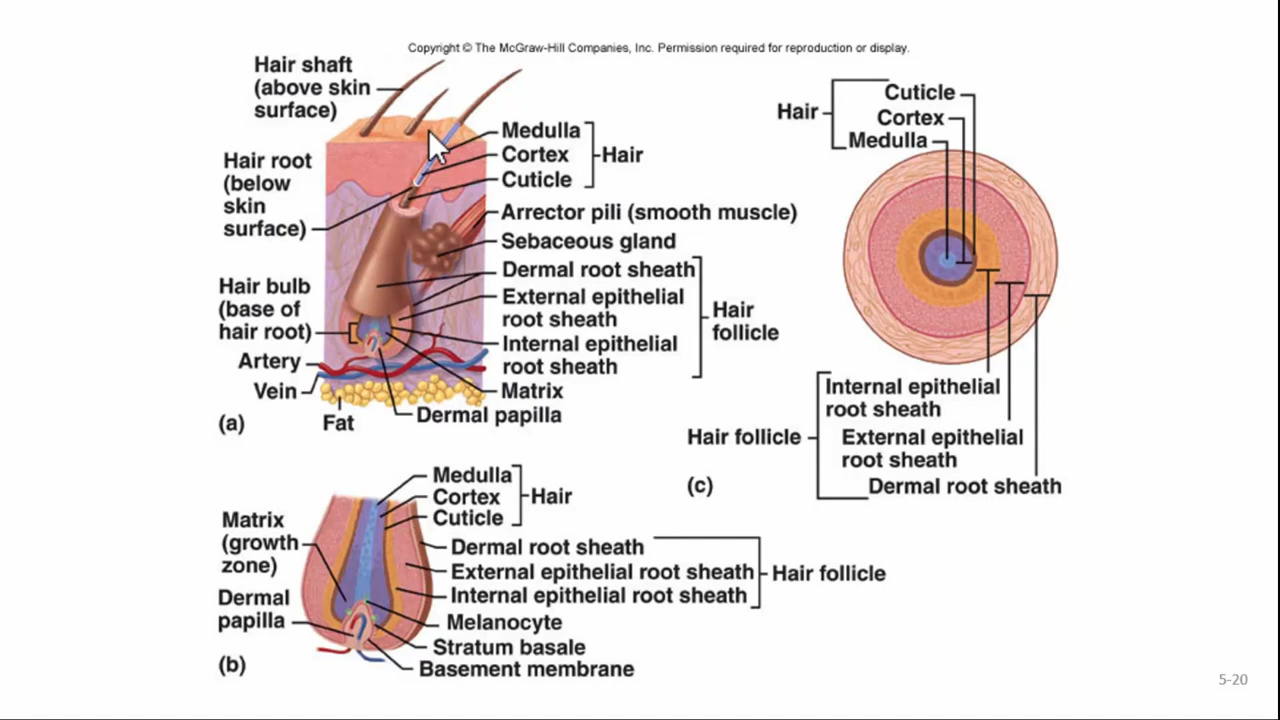 Copyright © The McGraw-Hill Companies, Inc. Permission required for reproduction or display.
Hair shaft
(above skin
surface)
Hair root
(below
skin
surface)
Hair bulb
(base of
hair root)
Artery
Vein
(a)
Fat
Medulla
Cortex
Cuticle
Hair
Arrector pili (smooth muscle)
Sebaceous gland
Dermal root sheath
External epithelial
root sheath
Internal epithelial
root sheath
Hair
follicle
Matrix
Dermal papilla
Hair
Cuticle
Cortex
Medulla
Internal epithelial
root sheath
Hair follicle
External epithelial
root sheath
Dermal root sheath
(c)
Medulla
Cortex
Cuticle
Hair
Matrix
(growth
zone)
Dermal
papilla
(b)
Dermal root sheath
External epithelial root sheath
Internal epithelial root sheath
Hair follicle
Melanocyte
Stratum basale
Basement membrane
5-20